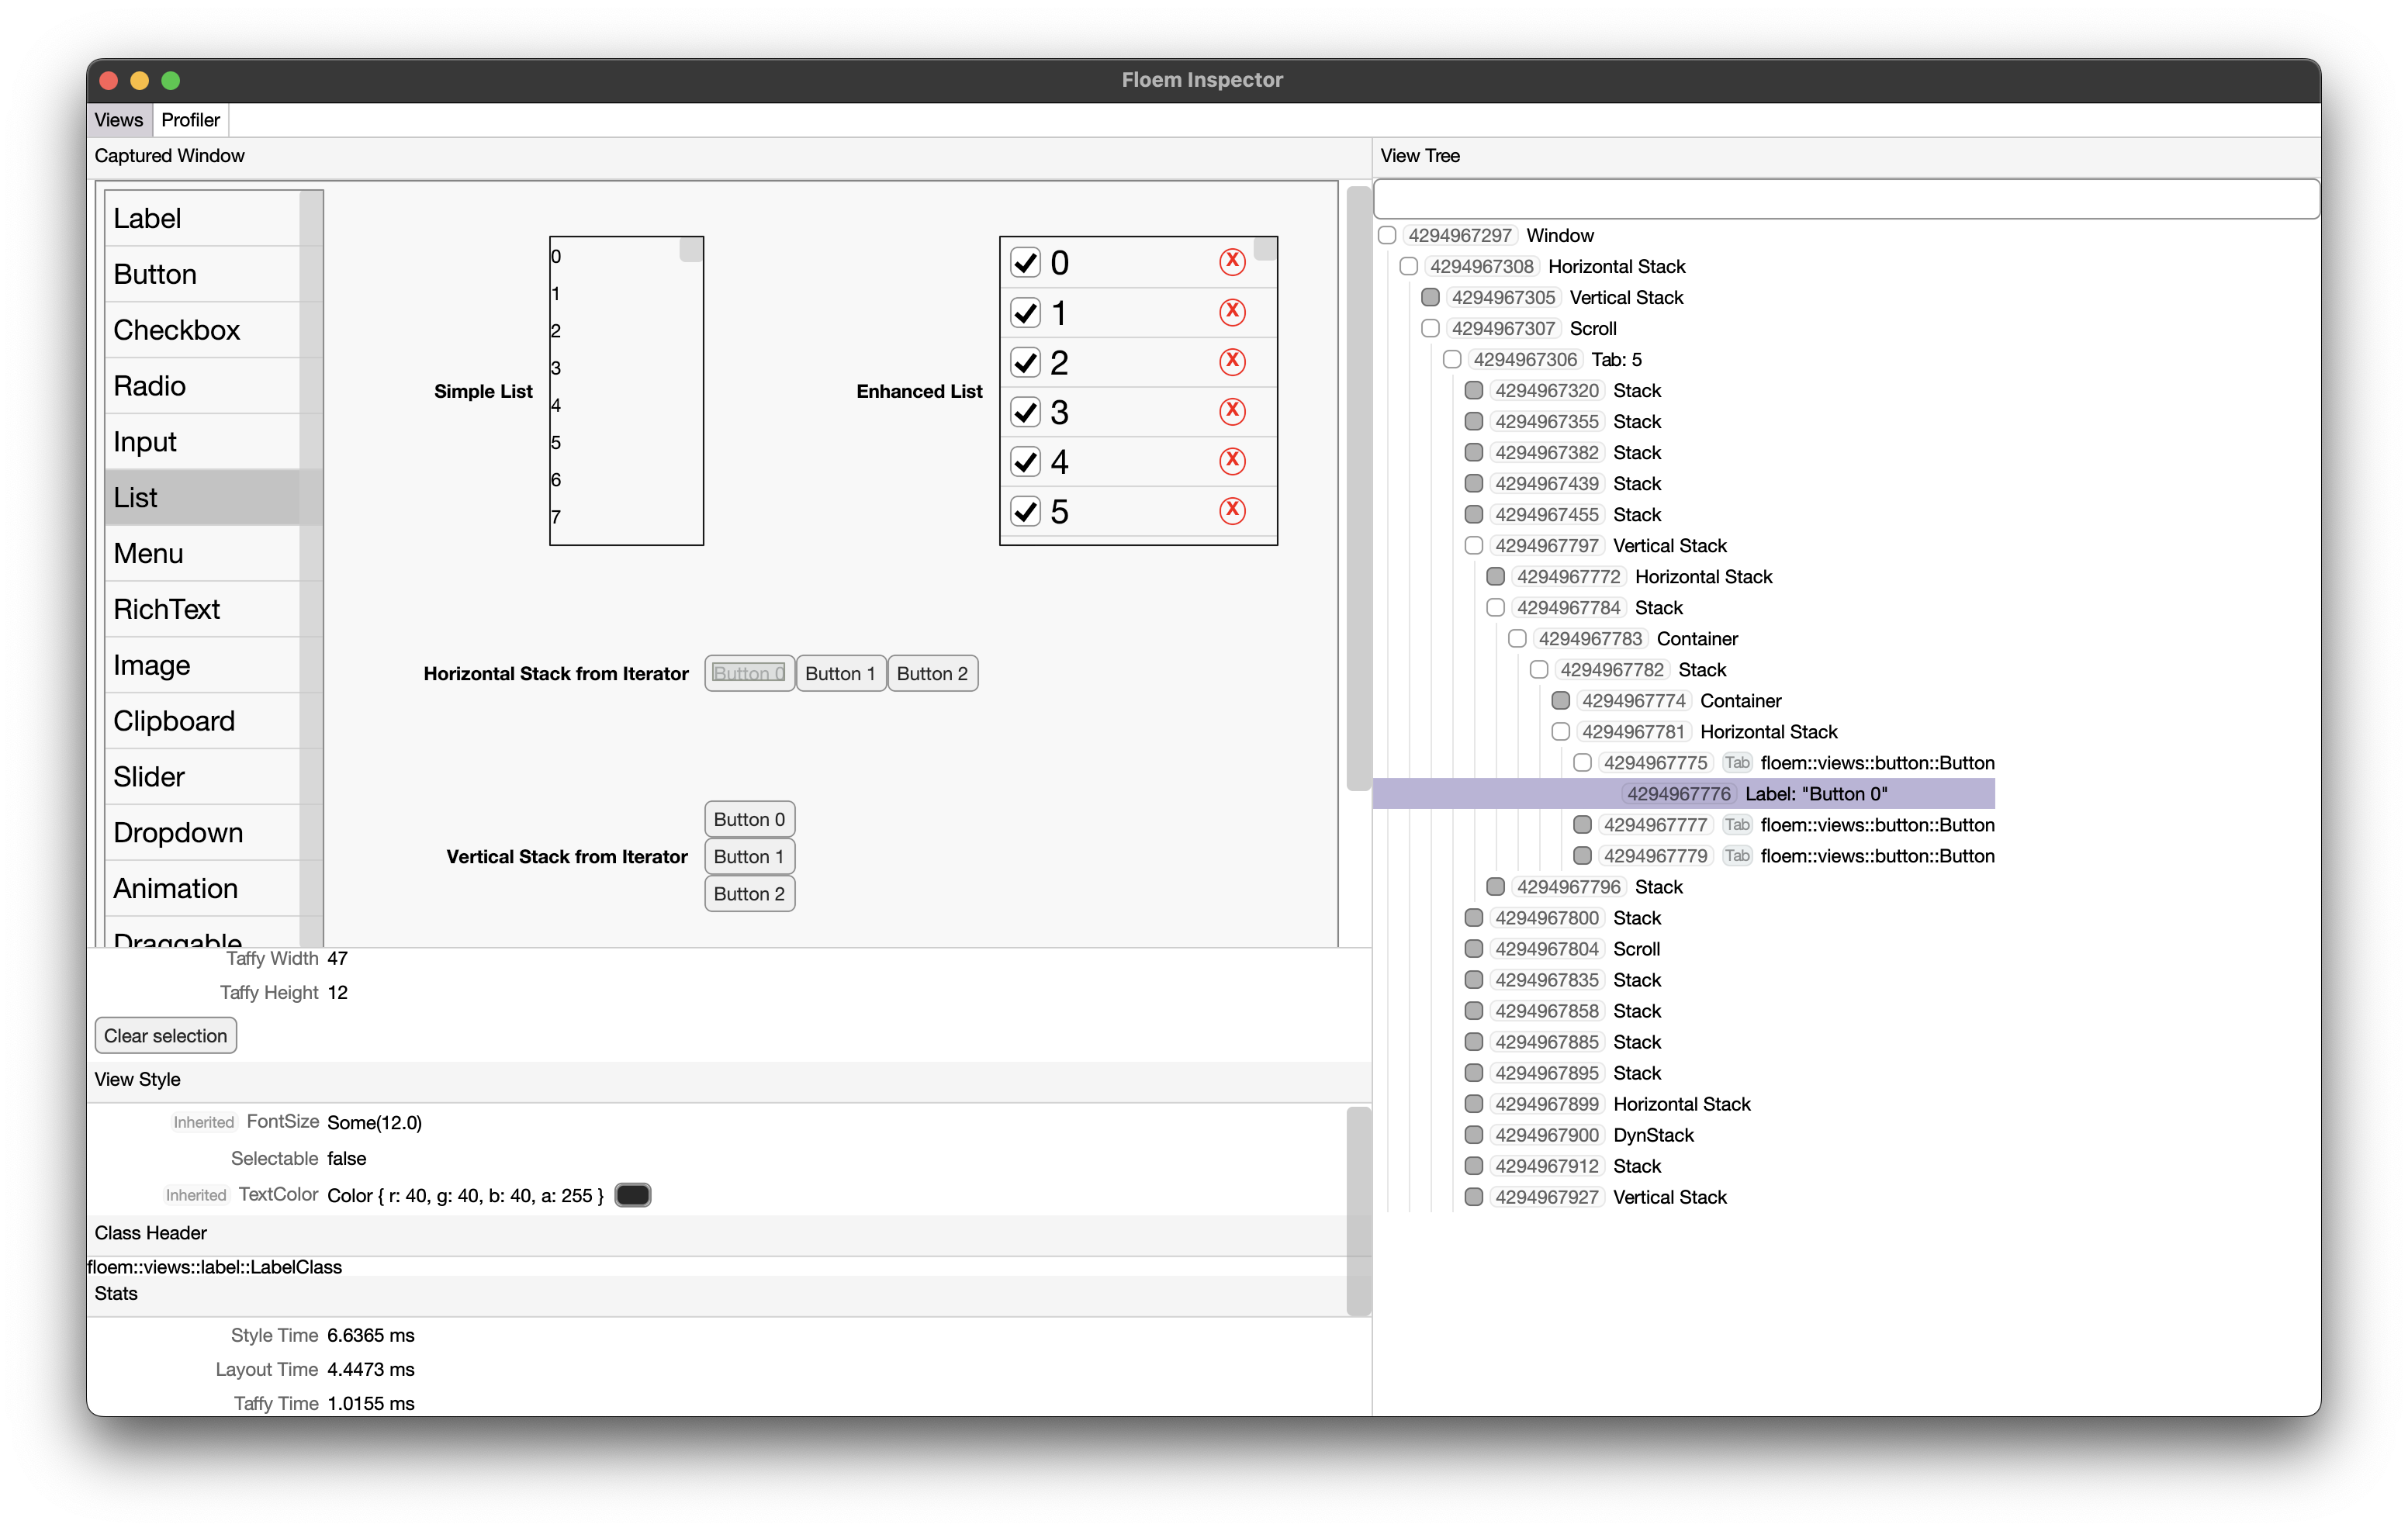 Floem Inspector
Views Profiler
Captured Window
Label
Button
Checkbox
Radio
Input
List
Menu
RichText
Image
Clipboard
Slider
Dropdown
Animation
Draggable
Simple List
0
1
2
3
4
5
6
7
Enhanced List
0 X
1 X
2 X
3 X
4 X
5 X
Horizontal Stack from Iterator Button 0 Button 1 Button 2
Vertical Stack from Iterator
Button 0
Button 1
Button 2
Taffy Width 47
Taffy Height 12
Clear selection
View Style
Inherited FontSize Some(12.0)
Selectable false
Inherited TextColor Color { r: 40, g: 40, b: 40, a: 255 }
Class Header
floem::views::label::LabelClass
Stats
Style Time 6.6365 ms
Layout Time 4.4473 ms
Taffy Time 1.0155 ms
View Tree
4294967297 Window
4294967308 Horizontal Stack
4294967305 Vertical Stack
4294967307 Scroll
4294967306 Tab: 5
4294967320 Stack
4294967355 Stack
4294967382 Stack
4294967439 Stack
4294967455 Stack
4294967797 Vertical Stack
4294967772 Horizontal Stack
4294967784 Stack
4294967783 Container
4294967782 Stack
4294967774 Container
4294967781 Horizontal Stack
4294967775 Tab floem::views::button::Button
4294967776 Label: "Button 0"
4294967777 Tab floem::views::button::Button
4294967779 Tab floem::views::button::Button
4294967796 Stack
4294967800 Stack
4294967804 Scroll
4294967835 Stack
4294967858 Stack
4294967885 Stack
4294967895 Stack
4294967899 Horizontal Stack
4294967900 DynStack
4294967912 Stack
4294967927 Vertical Stack